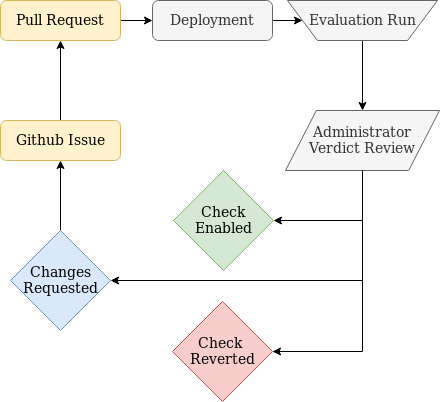 Pull Request
Deployment
Evaluation Run
Github Issue
Administrator
Verdict Review
Check
Enabled
Changes
Requested
Check
Reverted